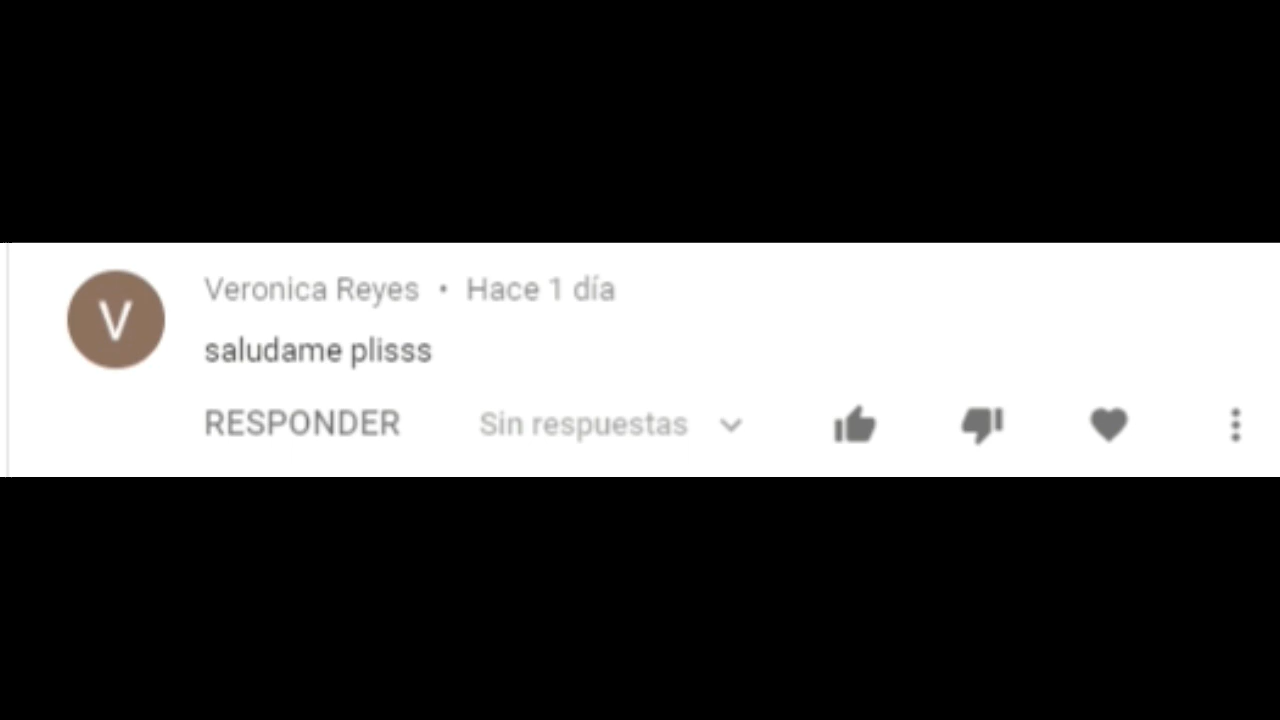 V
Veronica Reyes • Hace 1 día
saludame plisss
RESPONDER Sin respuestas